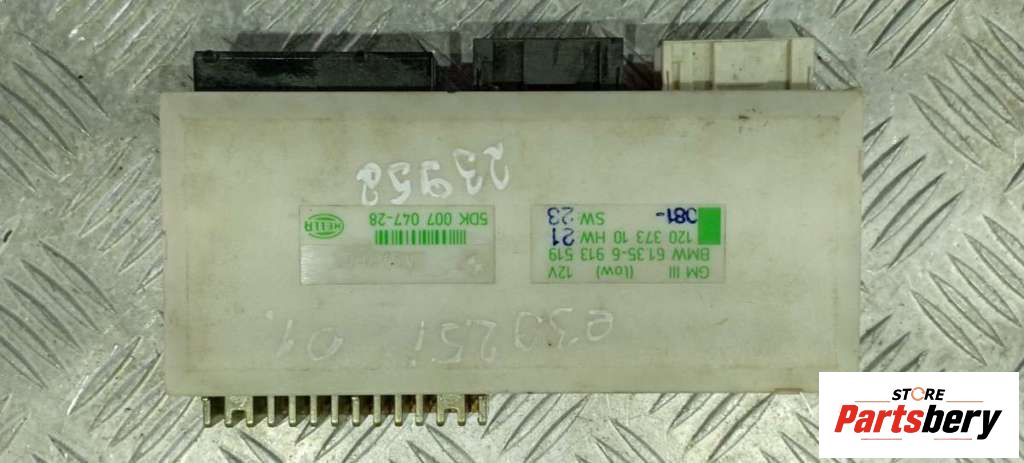 23958
HELLA
5DK 007 047-28
GM III (low) 12V
BMW 61.35-6 913 519
120 373 10 HW 21
081- SW 23
e39 25i 01.
STORE
Partsbery